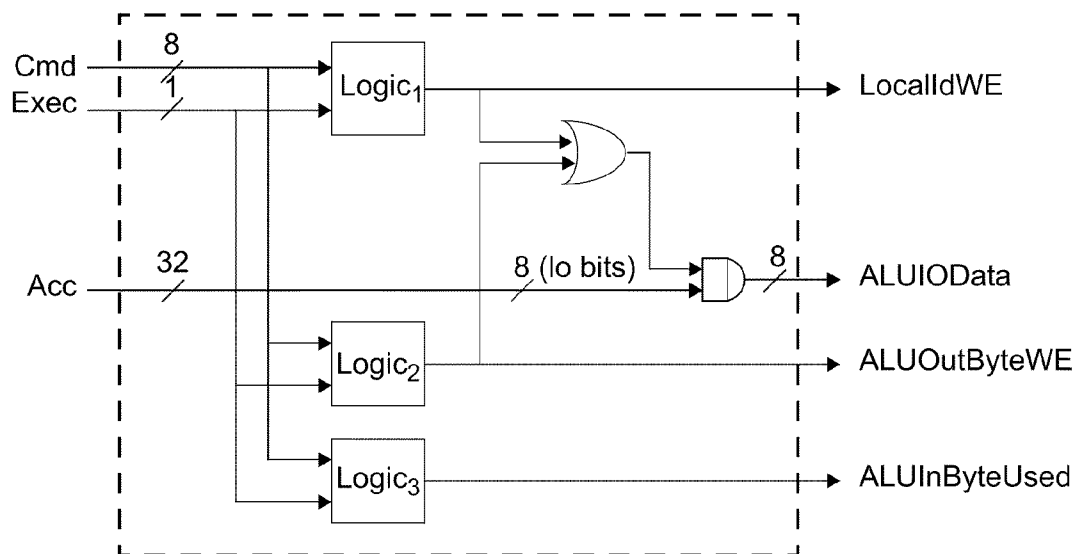 Cmd
8
Exec
1
Logic₁
LocalIdWE
Acc
32
8 (lo bits)
8
ALUIOData
Logic₂
ALUOutByteWE
Logic₃
ALUInByteUsed